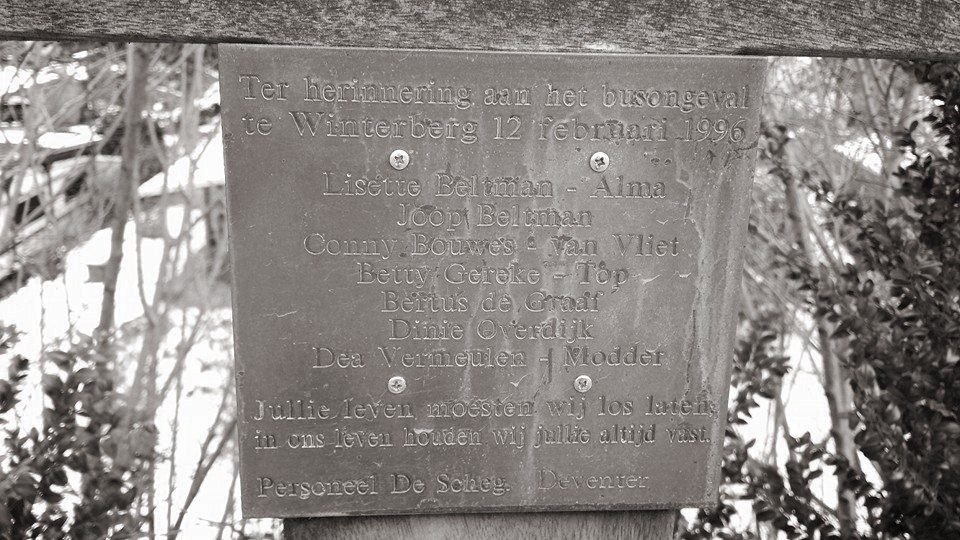 Ter herinnering aan het busongeval
te Winterberg 12 februari 1996
Lisette Beltman - Alma
Joop Beltman
Conny Bouwes - van Vliet
Betty Gereke - Top
Bertus de Graaf
Dinie Overdijk
Dea Vermeulen - Modder
Jullie leven moesten wij los laten,
in ons leven houden wij jullie altijd vast.
Personeel De Scheg. Deventer